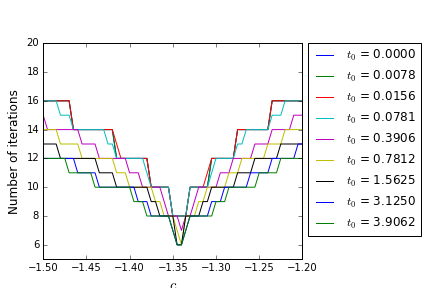 20
18
16
14
12
10
8
6
Number of iterations
−1.50 −1.45 −1.40 −1.35 −1.30 −1.25 −1.20
c
t₀ = 0.0000
t₀ = 0.0078
t₀ = 0.0156
t₀ = 0.0781
t₀ = 0.3906
t₀ = 0.7812
t₀ = 1.5625
t₀ = 3.1250
t₀ = 3.9062